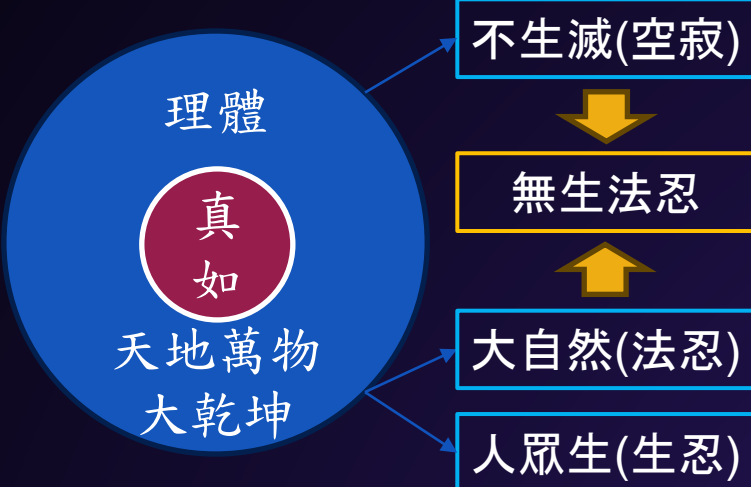 理體
真
如
天地萬物
大乾坤
不生滅(空寂)
無生法忍
大自然(法忍)
人眾生(生忍)